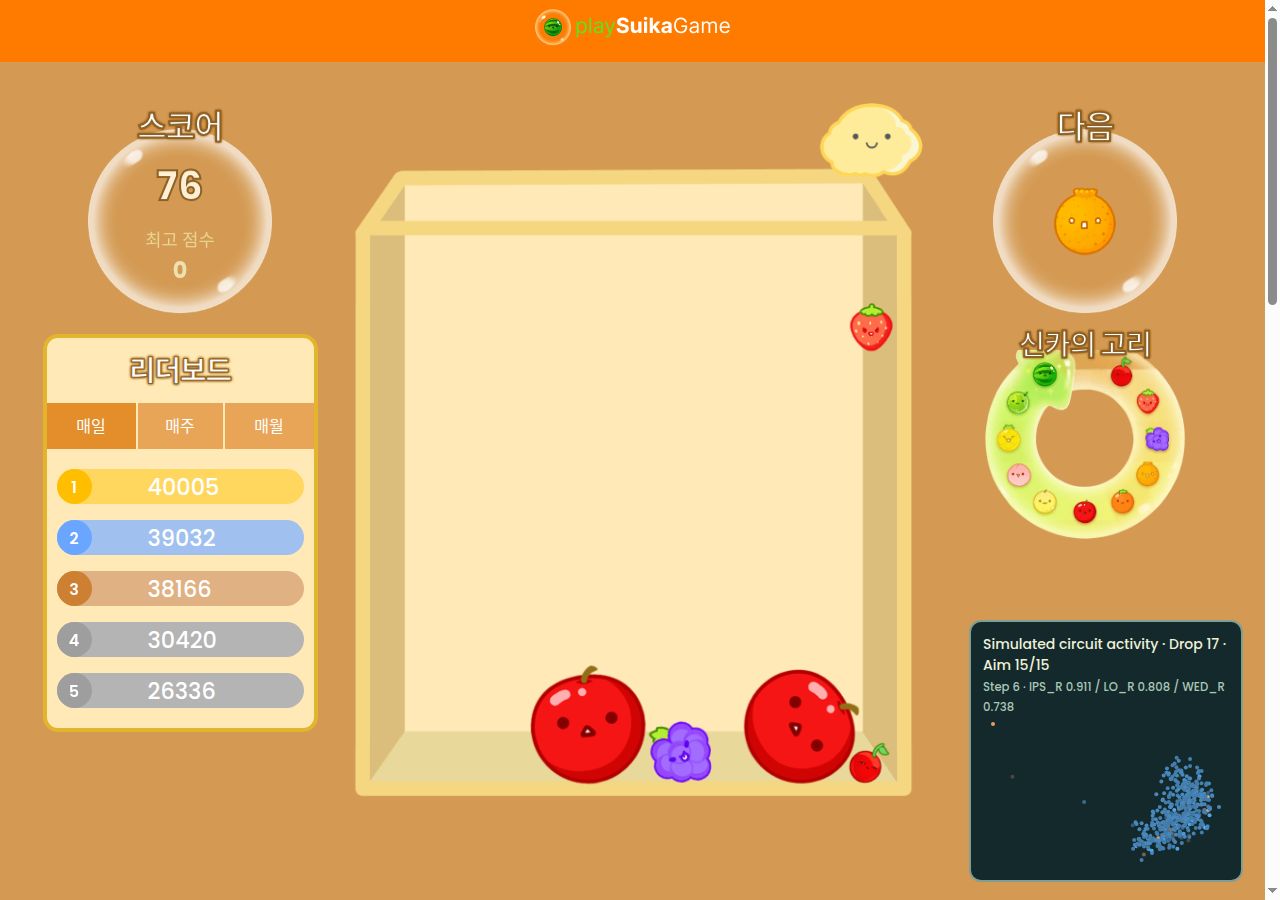 playSuikaGame
스코어
76
최고 점수
0
다음
리더보드
매일 매주 매월
1 40005
2 39032
3 38166
4 30420
5 26336
신카의 고리
Simulated circuit activity · Drop 17 ·
Aim 15/15
Step 6 · IPS_R 0.911 / LO_R 0.808 / WED_R
0.738